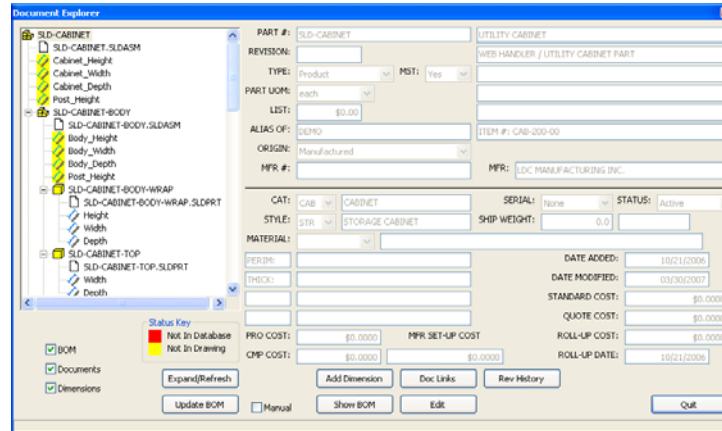 Document Explorer
SLD-CABINET
SLD-CABINET.SLDASM
Cabinet_Height
Cabinet_Width
Cabinet_Depth
Post_Height
SLD-CABINET-BODY
SLD-CABINET-BODY.SLDASM
Body_Height
Body_Width
Body_Depth
Post_Height
SLD-CABINET-BODY-WRAP
SLD-CABINET-BODY-WRAP.SLDPRT
Height
Width
Depth
SLD-CABINET-TOP
SLD-CABINET-TOP.SLDPRT
Width
Depth
Status Key
Not In Database
Not In Drawing
BOM
Documents
Dimensions
Expand/Refresh
Update BOM
PART #: SLD-CABINET UTILITY CABINET
REVISION: WEB HANDLER / UTILITY CABINET PART
TYPE: Product MST: Yes
PART UOM: each
LIST: $0.00
ALIAS OF: DEMO ITEM #: CAB-200-00
ORIGIN: Manufactured
MFR #: MFR: LDC MANUFACTURING INC.
CAT: CAB CABINET SERIAL: None STATUS: Active
STYLE: STR STORAGE CABINET SHIP WEIGHT: 0.0
MATERIAL:
PERIM: DATE ADDED: 10/21/2006
THICK: DATE MODIFIED: 03/30/2007
STANDARD COST: $0.000
QUOTE COST: $0.000
PRO COST: $0.0000 MFR SET-UP COST ROLL-UP COST: $0.000
CMP COST: $0.0000 $0.0000 ROLL-UP DATE: 10/21/2006
Add Dimension Doc Links Rev History
Manual Show BOM Edit Quit